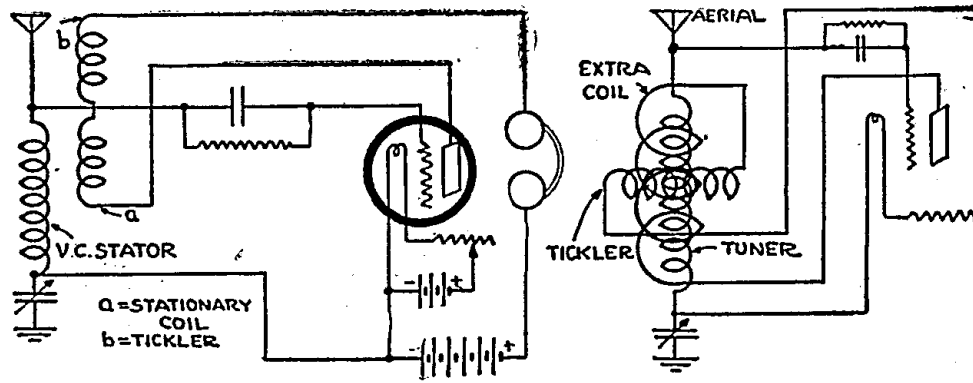 b
a
V.C. STATOR
a = STATIONARY
COIL
b = TICKLER
- +
- +
AERIAL
EXTRA
COIL
TICKLER
TUNER